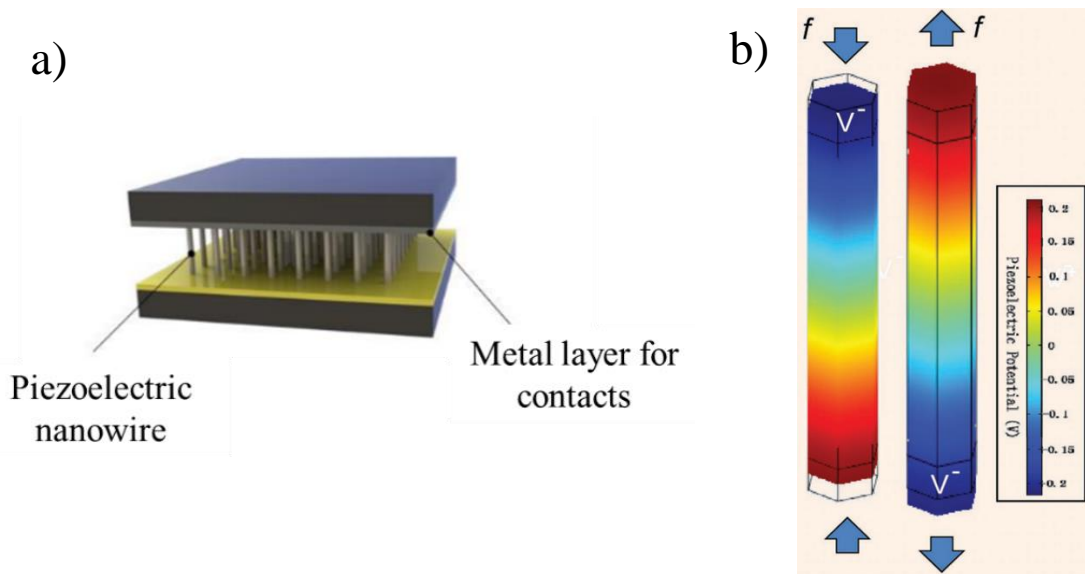 a)
Piezoelectric
nanowire
Metal layer for
contacts
b)
f
f
V⁻
V⁻
V⁻
0. 2
0. 15
0. 1
0. 05
0
0. 05
-0. 1
-0. 15
0. 2
Piezoelectric Potential (V)